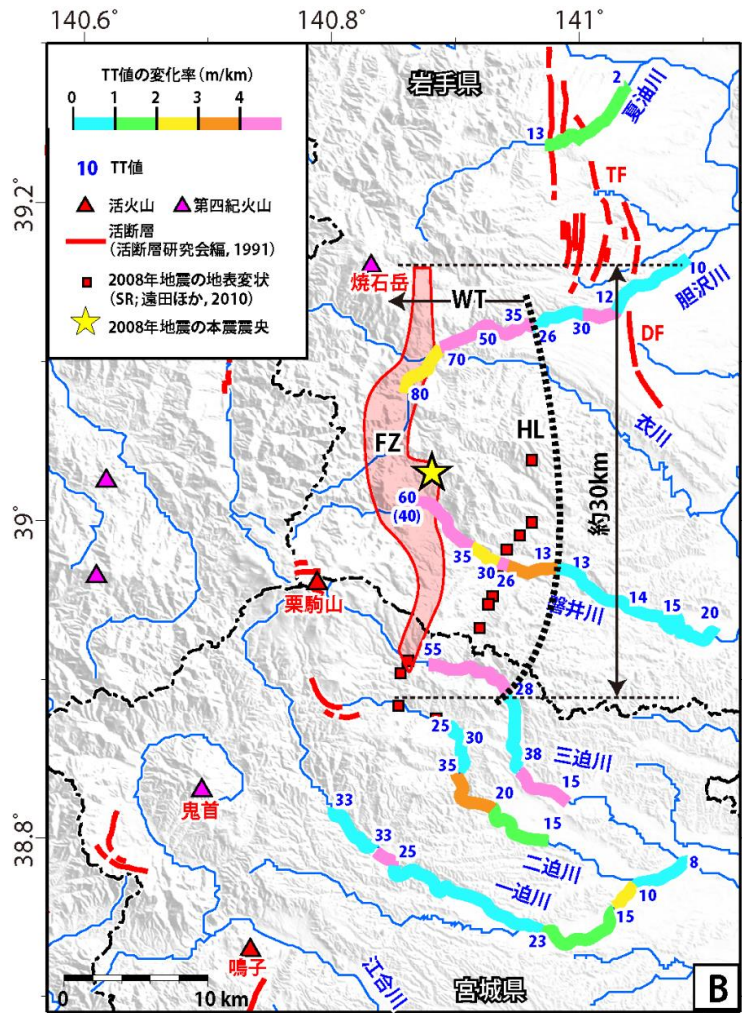 140.6°
140.8°
141°
TT値の変化率(m/km)
0 1 2 3 4
10 TT値
活火山 第四紀火山
活断層
(活断層研究会編, 1991)
2008年地震の地表変状
(SR; 遠田ほか, 2010)
2008年地震の本震震央
岩手県
2
夏油川
13
TF
39.2°
焼石岳
10
胆沢川
WT
12
35
30
50
26
70
DF
80
衣川
FZ
HL
約30km
60
(40)
39°
35
30
26
13
13
磐井川
14
15
20
栗駒山
55
28
25
30
38
三迫川
35
15
20
鬼首
33
15
二迫川
38.8°
33
25
一迫川
8
10
15
23
鳴子
江合川
宮城県
0 10 km
B